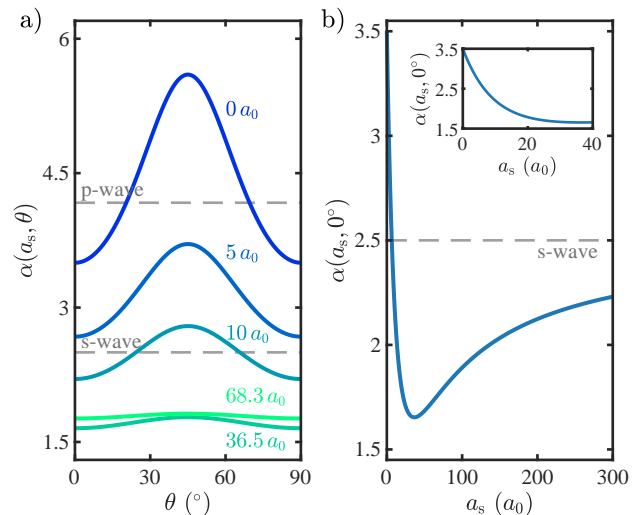 a)
6
4.5
3
1.5
α(a_s, θ)
0
30
60
90
θ (°)
0 a_0
p-wave
5 a_0
s-wave
10 a_0
68.3 a_0
36.5 a_0
b)
3.5
3
2.5
2
1.5
α(a_s, 0°)
0
100
200
300
a_s (a_0)
s-wave
3.5
2.5
1.5
α(a_s, 0°)
0
20
40
a_s (a_0)